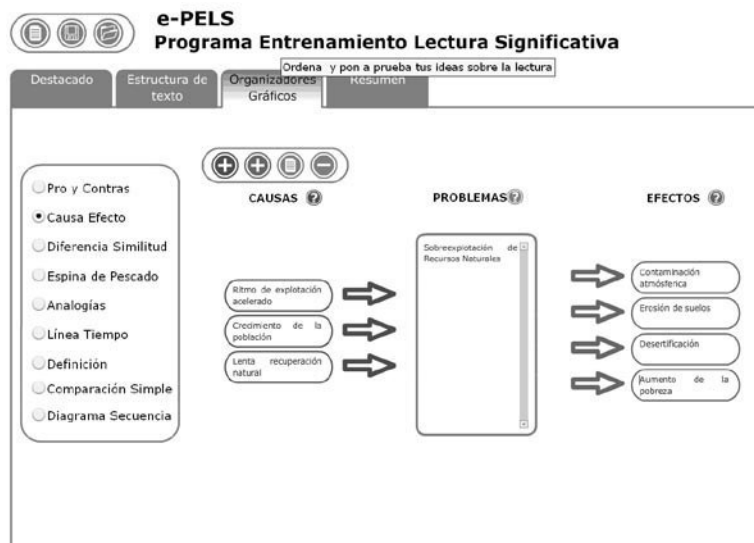 e-PELS
Programa Entrenamiento Lectura Significativa
Ordena y pon a prueba tus ideas sobre la lectura
Destacado
Estructura de
texto
Organizadores
Gráficos
Resumen
Pro y Contras
Causa Efecto
Diferencia Similitud
Espina de Pescado
Analogías
Línea Tiempo
Definición
Comparación Simple
Diagrama Secuencia
CAUSAS ?
Ritmo de explotación
acelerado
Crecimiento de la
población
Lenta recuperación
natural
PROBLEMAS ?
Sobreexplotación de
Recursos Naturales
EFECTOS ?
Contaminación
atmósferica
Erosión de suelos
Desertificación
Aumento de la
pobreza